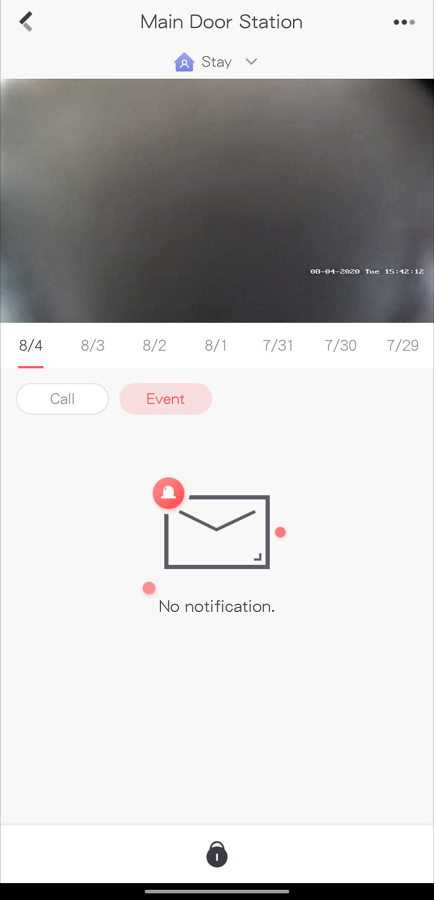 Main Door Station
Stay
08-04-2020 Tue 15:42:12
8/4 8/3 8/2 8/1 7/31 7/30 7/29
Call Event
No notification.